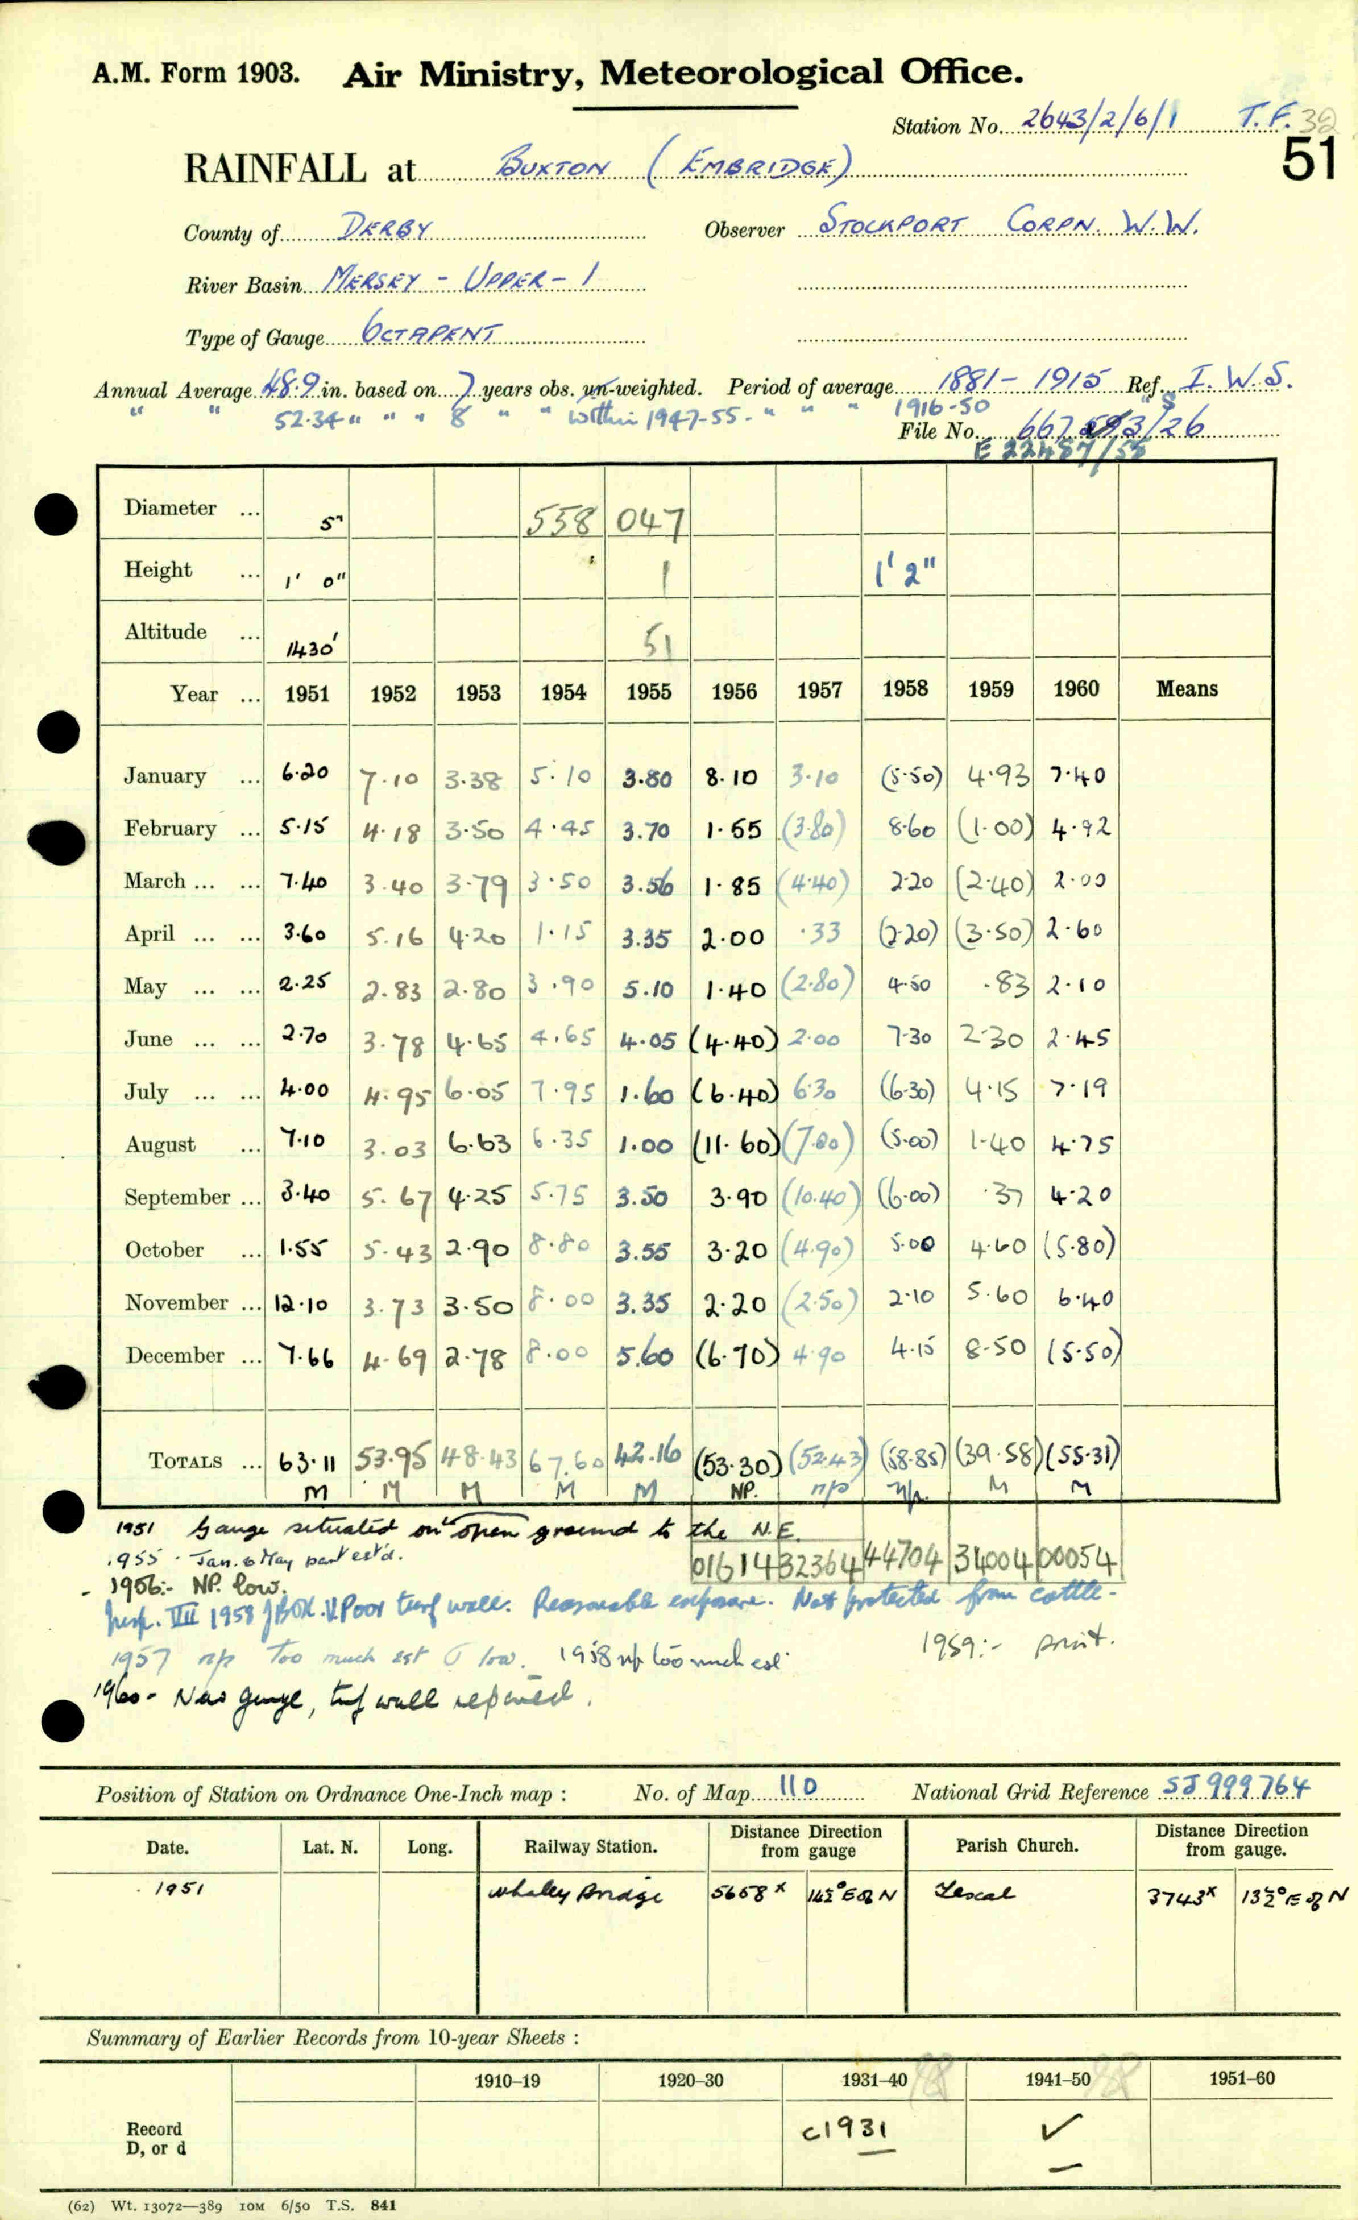 A.M. Form 1903. Air Ministry, Meteorological Office.
Station No. 2643/2/6/1 T.F. 32
51
RAINFALL at BUXTON (EMBRIDGE)
County of DERBY Observer STOCKPORT CORPN. W.W.
River Basin MERSEY - UPPER - 1
Type of Gauge OCTAPENT
Annual Average 48.9 in. based on 7 years obs. un-weighted. Period of average 1881 - 1915 Ref. I.W.S.
" " 52.34 " " " 8 " " within 1947-55. " " " 1916-50 " S
File No. 667 3/26
E 22487/55
Diameter ... 5" 558 047
Height ... 1' 0" 1 1' 2"
Altitude ... 1430' 51
Year ... 1951 1952 1953 1954 1955 1956 1957 1958 1959 1960 Means
January ... 6.20 7.10 3.38 5.10 3.80 8.10 3.10 (5.50) 4.93 7.40
February ... 5.15 4.18 3.50 4.45 3.70 1.55 (3.80) 8.60 (1.00) 4.92
March ... ... 7.40 3.40 3.79 3.50 3.56 1.85 (4.40) 2.20 (2.40) 2.00
April ... ... 3.60 5.16 4.20 1.15 3.35 2.00 .33 (2.20) (3.50) 2.60
May ... ... 2.25 2.83 2.80 3.90 5.10 1.40 (2.80) 4.50 .83 2.10
June ... ... 2.70 3.78 4.65 4.65 4.05 (4.40) 2.00 7.30 2.30 2.45
July ... ... 4.00 4.95 6.05 7.95 1.60 (6.40) 6.30 (6.30) 4.15 7.19
August ... 7.10 3.03 6.63 6.35 1.00 (11.60) (7.00) (5.00) 1.40 4.75
September ... 3.40 5.67 4.25 5.75 3.50 3.90 (10.40) (6.00) .37 4.20
October ... 1.55 5.43 2.90 8.80 3.55 3.20 (4.90) 5.00 4.60 (5.80)
November ... 12.10 3.73 3.50 8.00 3.35 2.20 (2.50) 2.10 5.60 6.40
December ... 7.66 4.69 2.78 8.00 5.60 (6.70) 4.90 4.15 8.50 (5.50)
TOTALS ... 63.11 53.95 48.43 67.60 42.16 (53.30) (52.43) (58.85) (39.58) (55.31)
M M M M M NP. n/p n/p. M M
1951 Gauge situated on open ground to the N.E.
1955 . Jan. & May part est'd.
01614 32364 44704 34004 00054
1956:- NP. low.
Insp. VIII 1958 JBOX. V.Poor turf wall. Reasonable exposure. Not protected from cattle.
1957 n/p Too much est & low. 1958 n/p too much est.
1959:- print.
1960 - New gauge, turf wall repaired.
Position of Station on Ordnance One-Inch map : No. of Map 110 National Grid Reference SJ 999764
Date. Lat. N. Long. Railway Station. Distance from gauge Direction Parish Church. Distance from gauge. Direction
1951 Whaley Bridge 5658 x 14½° E of N 3743 x 13½° E of N
Summary of Earlier Records from 10-year Sheets :
1910–19 1920–30 1931–40 1941–50 1951–60
Record D, or d c1931 ✓
(62) Wt. 13072—389 10M 6/50 T.S. 841